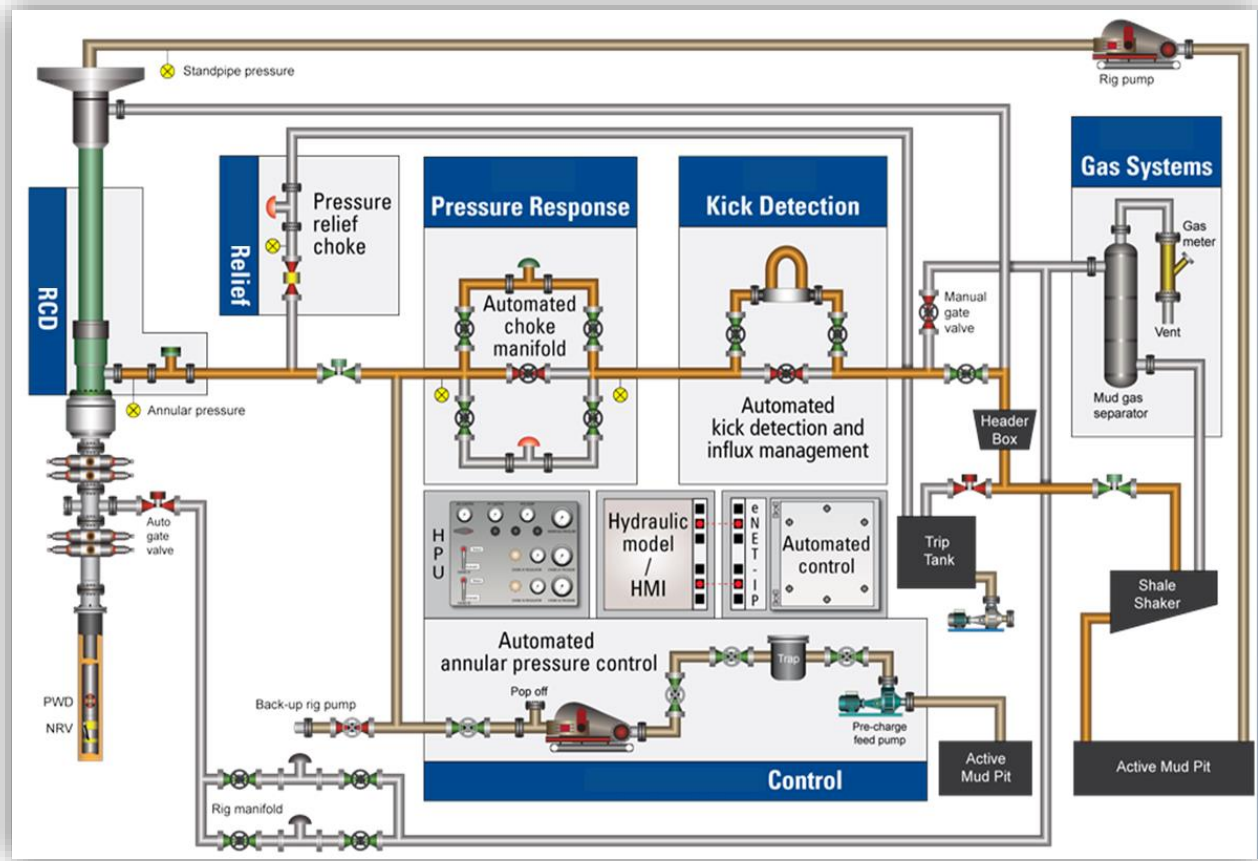 Standpipe pressure
Rig pump
RCD
Relief
Pressure
relief
choke
Pressure Response
Automated
choke
manifold
Kick Detection
Automated
kick detection and
influx management
Gas Systems
Gas
meter
Vent
Mud gas
separator
Manual
gate
valve
Annular pressure
Header
Box
Auto
gate
valve
HPU
Hydraulic
model
/
HMI
eNET-IP
Automated
control
Trip
Tank
Shale
Shaker
PWD
NRV
Automated
annular pressure control
Pop off
Trap
Back-up rig pump
Pre-charge
feed pump
Control
Active
Mud Pit
Active Mud Pit
Rig manifold